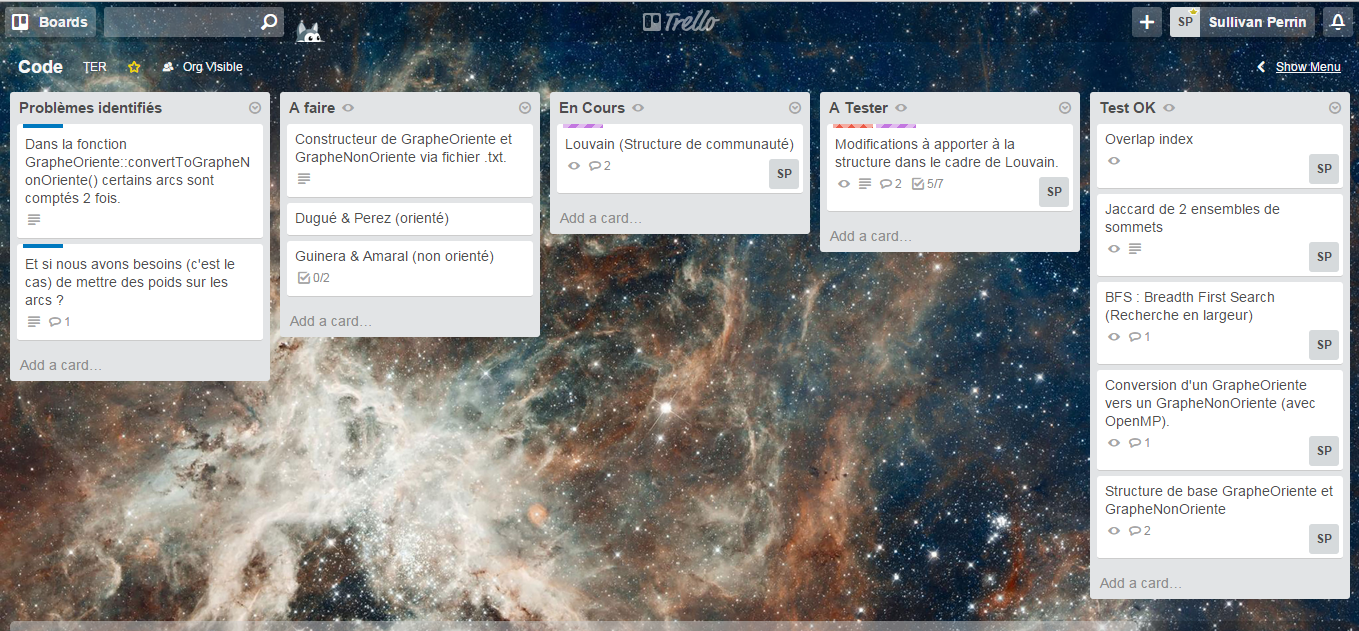 Boards
Trello
SP Sullivan Perrin
Code TER Org Visible
Show Menu
Problèmes identifiés
Dans la fonction
GrapheOriente::convertToGrapheN
onOriente() certains arcs sont
comptés 2 fois.
Et si nous avons besoins (c'est le
cas) de mettre des poids sur les
arcs ?
1
Add a card…
A faire
Constructeur de GrapheOriente et
GrapheNonOriente via fichier .txt.
Dugué & Perez (orienté)
Guinera & Amaral (non orienté)
0/2
Add a card…
En Cours
Louvain (Structure de communauté)
2
SP
Add a card…
A Tester
Modifications à apporter à la
structure dans le cadre de Louvain.
2 5/7
SP
Add a card…
Test OK
Overlap index
SP
Jaccard de 2 ensembles de
sommets
SP
BFS : Breadth First Search
(Recherche en largeur)
1
SP
Conversion d'un GrapheOriente
vers un GrapheNonOriente (avec
OpenMP).
1
SP
Structure de base GrapheOriente et
GrapheNonOriente
2
SP
Add a card…